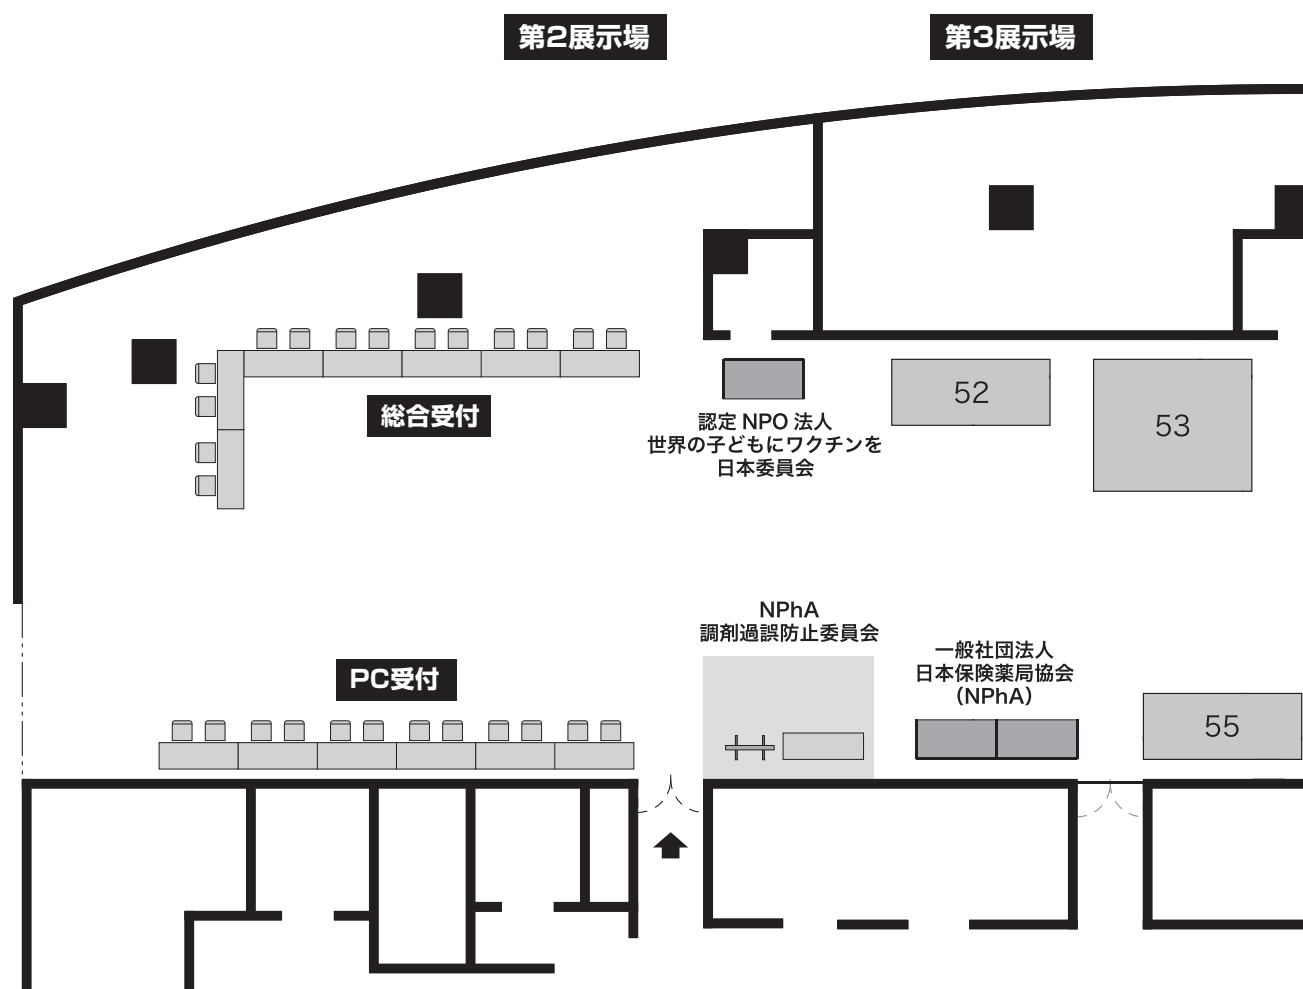 第2展示場
第3展示場
総合受付
認定 NPO 法人
世界の子どもにワクチンを
日本委員会
52
53
NPhA
調剤過誤防止委員会
一般社団法人
日本保険薬局協会
（NPhA）
PC受付
55